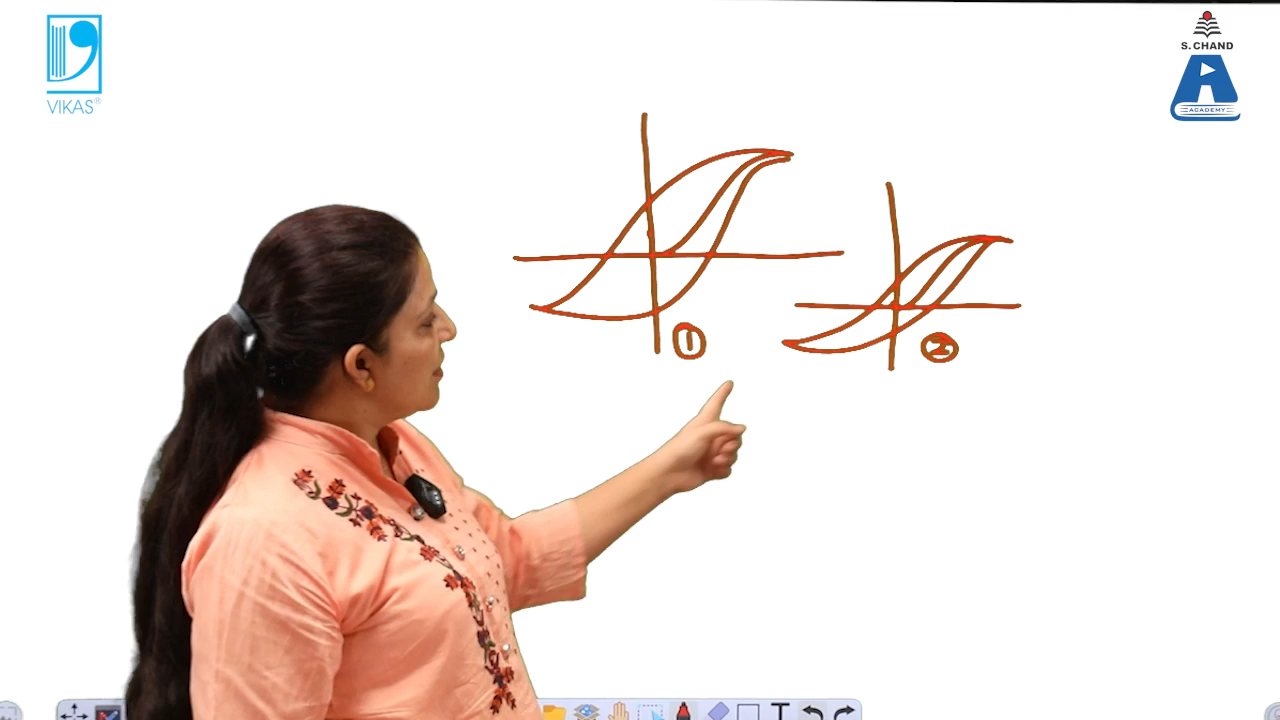 VIKAS®
S.CHAND
ACADEMY
①
②
T